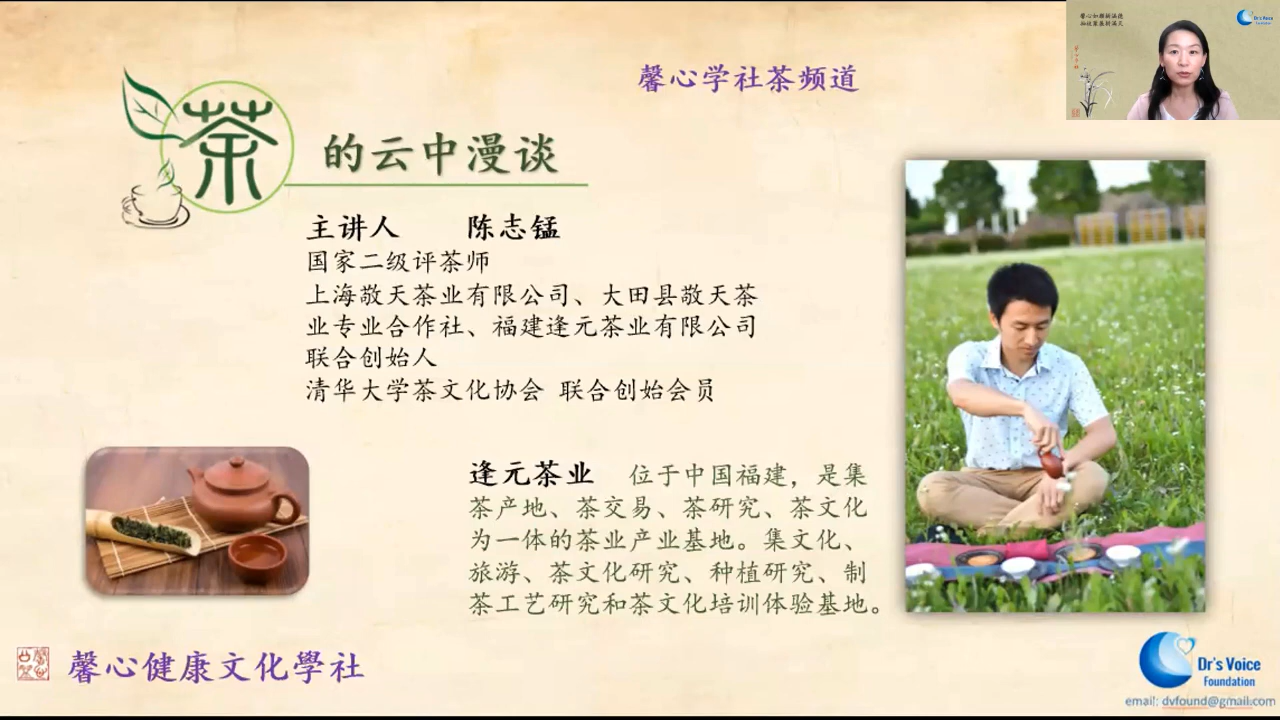 馨心学社茶频道
茶的云中漫谈
主讲人 陈志锰
国家二级评茶师
上海敬天茶业有限公司、大田县敬天茶
业专业合作社、福建逢元茶业有限公司
联合创始人
清华大学茶文化协会 联合创始会员
逢元茶业 位于中国福建，是集
茶产地、茶交易、茶研究、茶文化
为一体的茶业产业基地。集文化、
旅游、茶文化研究、种植研究、制
茶工艺研究和茶文化培训体验基地。
馨心健康文化學社
Dr's Voice
Foundation
email: dvfound@gmail.com
Dr's Voice
Foundation